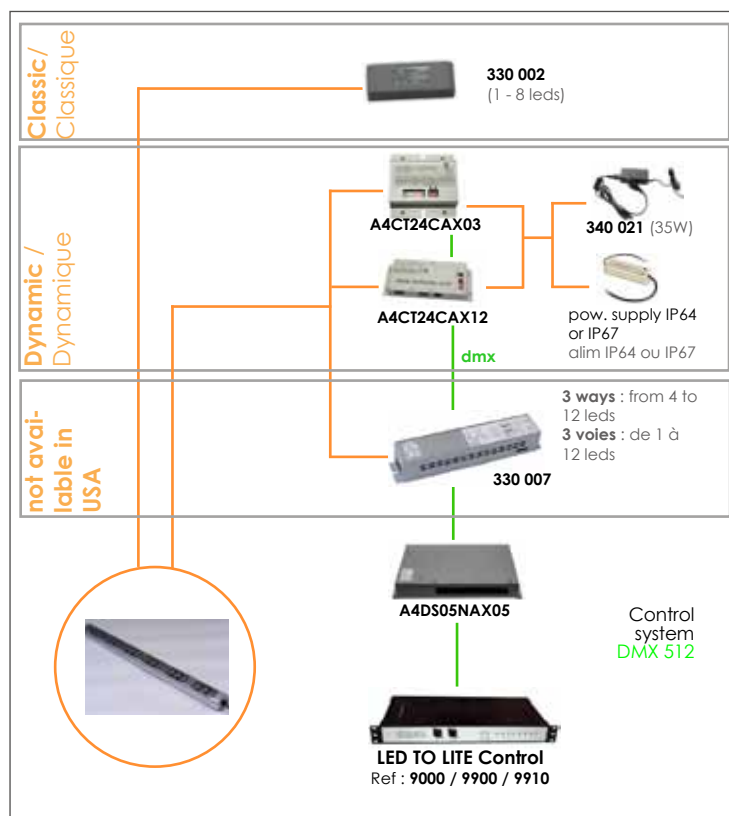 Classic /
Classique
330 002
(1 - 8 leds)
Dynamic /
Dynamique
A4CT24CAX03
340 021 (35W)
A4CT24CAX12
pow. supply IP64
or IP67
alim IP64 ou IP67
dmx
not avai-
lable in
USA
3 ways : from 4 to
12 leds
3 voies : de 1 à
12 leds
330 007
A4DS05NAX05
Control
system
DMX 512
LED TO LITE Control
Ref : 9000 / 9900 / 9910